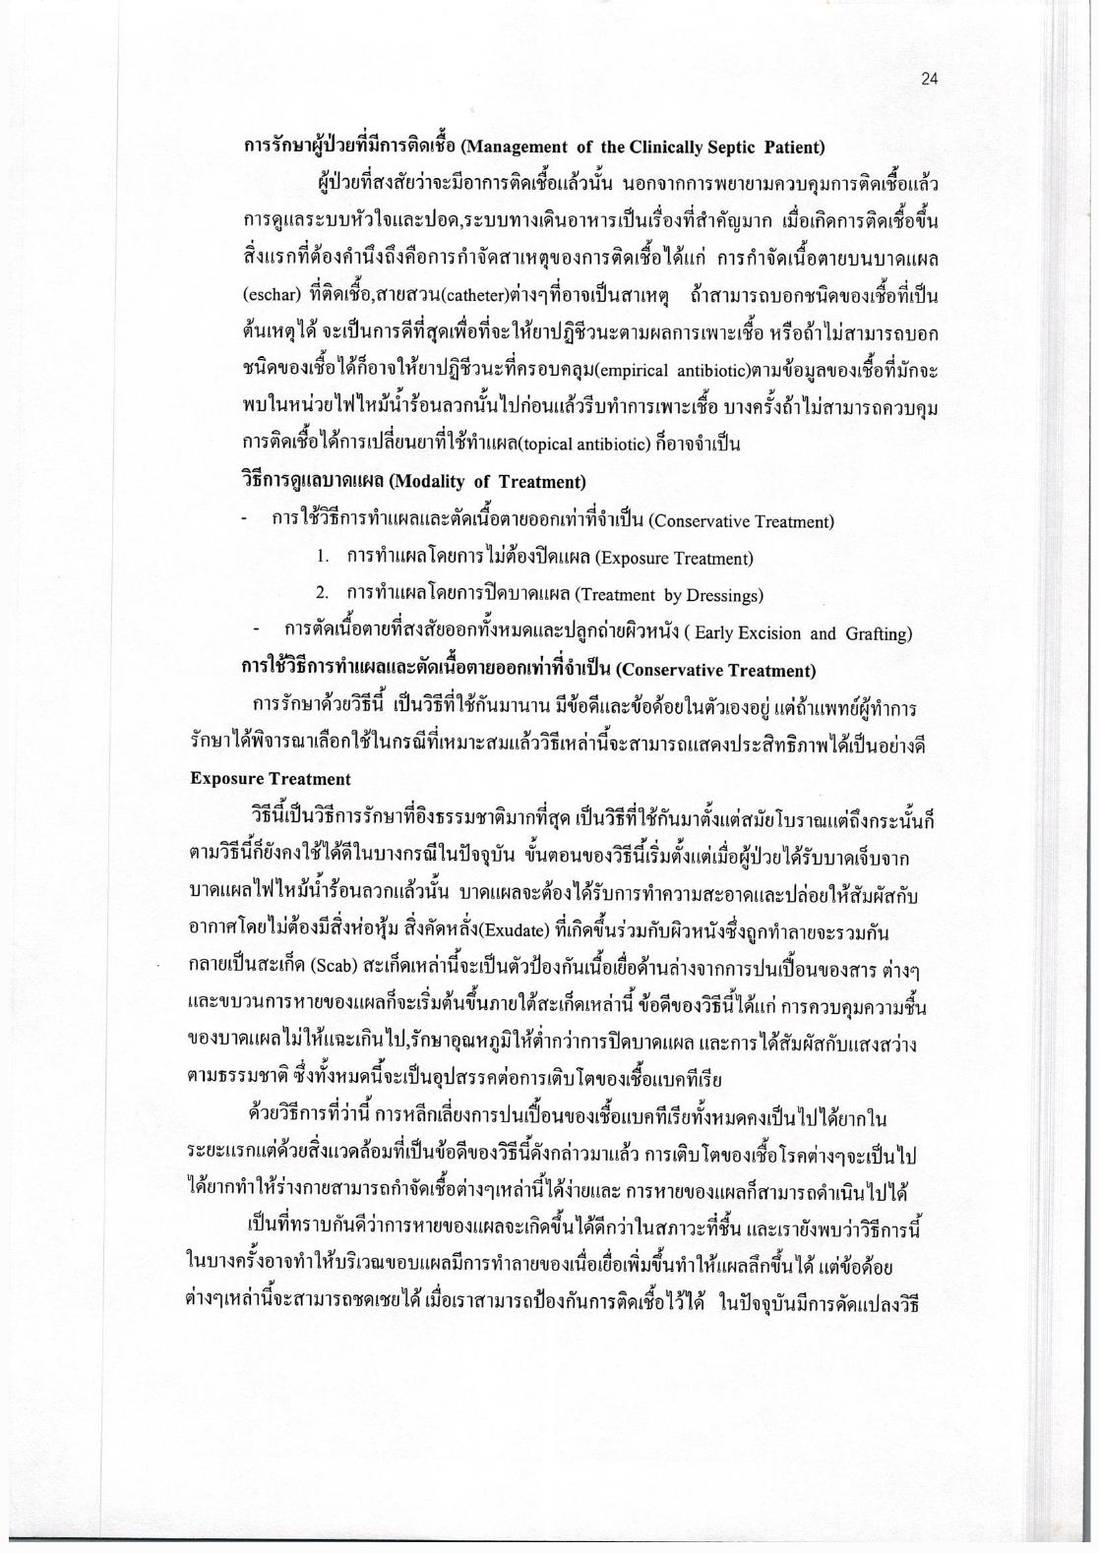 24
การรักษาผู้ป่วยที่มีการติดเชื้อ (Management of the Clinically Septic Patient)
ผู้ป่วยที่สงสัยว่าจะมีอาการติดเชื้อแล้วนั้น นอกจากการพยายามควบคุมการติดเชื้อแล้ว
การดูแลระบบหัวใจและปอด,ระบบทางเดินอาหารเป็นเรื่องที่สำคัญมาก เมื่อเกิดการติดเชื้อขึ้น
สิ่งแรกที่ต้องคำนึงถึงคือการกำจัดสาเหตุของการติดเชื้อได้แก่ การกำจัดเนื้อตายบนบาดแผล
(eschar) ที่ติดเชื้อ,สายสวน(catheter)ต่างๆที่อาจเป็นสาเหตุ ถ้าสามารถบอกชนิดของเชื้อที่เป็น
ต้นเหตุได้ จะเป็นการดีที่สุดเพื่อที่จะให้ยาปฏิชีวนะตามผลการเพาะเชื้อ หรือถ้าไม่สามารถบอก
ชนิดของเชื้อได้ก็อาจให้ยาปฏิชีวนะที่ครอบคลุม(empirical antibiotic)ตามข้อมูลของเชื้อที่มักจะ
พบในหน่วยไฟไหม้น้ำร้อนลวกนั้นไปก่อนแล้วรีบทำการเพาะเชื้อ บางครั้งถ้าไม่สามารถควบคุม
การติดเชื้อได้การเปลี่ยนยาที่ใช้ทำแผล(topical antibiotic) ก็อาจจำเป็น
วิธีการดูแลบาดแผล (Modality of Treatment)
- การใช้วิธีการทำแผลและตัดเนื้อตายออกเท่าที่จำเป็น (Conservative Treatment)
1. การทำแผลโดยการไม่ต้องปิดแผล (Exposure Treatment)
2. การทำแผลโดยการปิดบาดแผล (Treatment by Dressings)
- การตัดเนื้อตายที่สงสัยออกทั้งหมดและปลูกถ่ายผิวหนัง ( Early Excision and Grafting)
การใช้วิธีการทำแผลและตัดเนื้อตายออกเท่าที่จำเป็น (Conservative Treatment)
การรักษาด้วยวิธีนี้ เป็นวิธีที่ใช้กันมานาน มีข้อดีและข้อด้อยในตัวเองอยู่ แต่ถ้าแพทย์ผู้ทำการ
รักษาได้พิจารณาเลือกใช้ในกรณีที่เหมาะสมแล้ววิธีเหล่านี้จะสามารถแสดงประสิทธิภาพได้เป็นอย่างดี
Exposure Treatment
วิธีนี้เป็นวิธีการรักษาที่อิงธรรมชาติมากที่สุด เป็นวิธีที่ใช้กันมาตั้งแต่สมัยโบราณแต่ถึงกระนั้นก็
ตามวิธีนี้ก็ยังคงใช้ได้ดีในบางกรณีในปัจจุบัน ขั้นตอนของวิธีนี้เริ่มตั้งแต่เมื่อผู้ป่วยได้รับบาดเจ็บจาก
บาดแผลไฟไหม้น้ำร้อนลวกแล้วนั้น บาดแผลจะต้องได้รับการทำความสะอาดและปล่อยให้สัมผัสกับ
อากาศโดยไม่ต้องมีสิ่งห่อหุ้ม สิ่งคัดหลั่ง(Exudate) ที่เกิดขึ้นร่วมกับผิวหนังซึ่งถูกทำลายจะรวมกัน
กลายเป็นสะเก็ด (Scab) สะเก็ดเหล่านี้จะเป็นตัวป้องกันเนื้อเยื่อด้านล่างจากการปนเปื้อนของสาร ต่างๆ
และขบวนการหายของแผลก็จะเริ่มต้นขึ้นภายใต้สะเก็ดเหล่านี้ ข้อดีของวิธีนี้ได้แก่ การควบคุมความชื้น
ของบาดแผลไม่ให้แฉะเกินไป,รักษาอุณหภูมิให้ต่ำกว่าการปิดบาดแผล และการได้สัมผัสกับแสงสว่าง
ตามธรรมชาติ ซึ่งทั้งหมดนี้จะเป็นอุปสรรคต่อการเติบโตของเชื้อแบคทีเรีย
ด้วยวิธีการที่ว่านี้ การหลีกเลี่ยงการปนเปื้อนของเชื้อแบคทีเรียทั้งหมดคงเป็นไปได้ยากใน
ระยะแรกแต่ด้วยสิ่งแวดล้อมที่เป็นข้อดีของวิธีนี้ดังกล่าวมาแล้ว การเติบโตของเชื้อโรคต่างๆจะเป็นไป
ได้ยากทำให้ร่างกายสามารถกำจัดเชื้อต่างๆเหล่านี้ได้ง่ายและ การหายของแผลก็สามารถดำเนินไปได้
เป็นที่ทราบกันดีว่าการหายของแผลจะเกิดขึ้นได้ดีกว่าในสภาวะที่ชื้น และเรายังพบว่าวิธีการนี้
ในบางครั้งอาจทำให้บริเวณขอบแผลมีการทำลายของเนื่อเยื่อเพิ่มขึ้นทำให้แผลลึกขึ้นได้ แต่ข้อด้อย
ต่างๆเหล่านี้จะสามารถชดเชยได้ เมื่อเราสามารถป้องกันการติดเชื้อไว้ได้ ในปัจจุบันมีการดัดแปลงวิธี